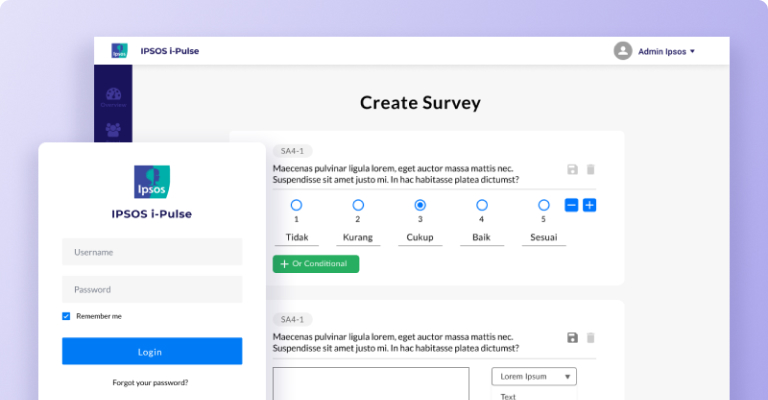 Ipsos
IPSOS i-Pulse
Admin Ipsos
Overview
Create Survey
SA4-1
Maecenas pulvinar ligula lorem, eget auctor massa mattis nec.
Suspendisse sit amet justo mi. In hac habitasse platea dictumst?
1 2 3 4 5
Tidak Kurang Cukup Baik Sesuai
+ Or Conditional
SA4-1
Maecenas pulvinar ligula lorem, eget auctor massa mattis nec.
Suspendisse sit amet justo mi. In hac habitasse platea dictumst?
Lorem Ipsum
Text
Ipsos
IPSOS i-Pulse
Username
Password
Remember me
Login
Forgot your password?